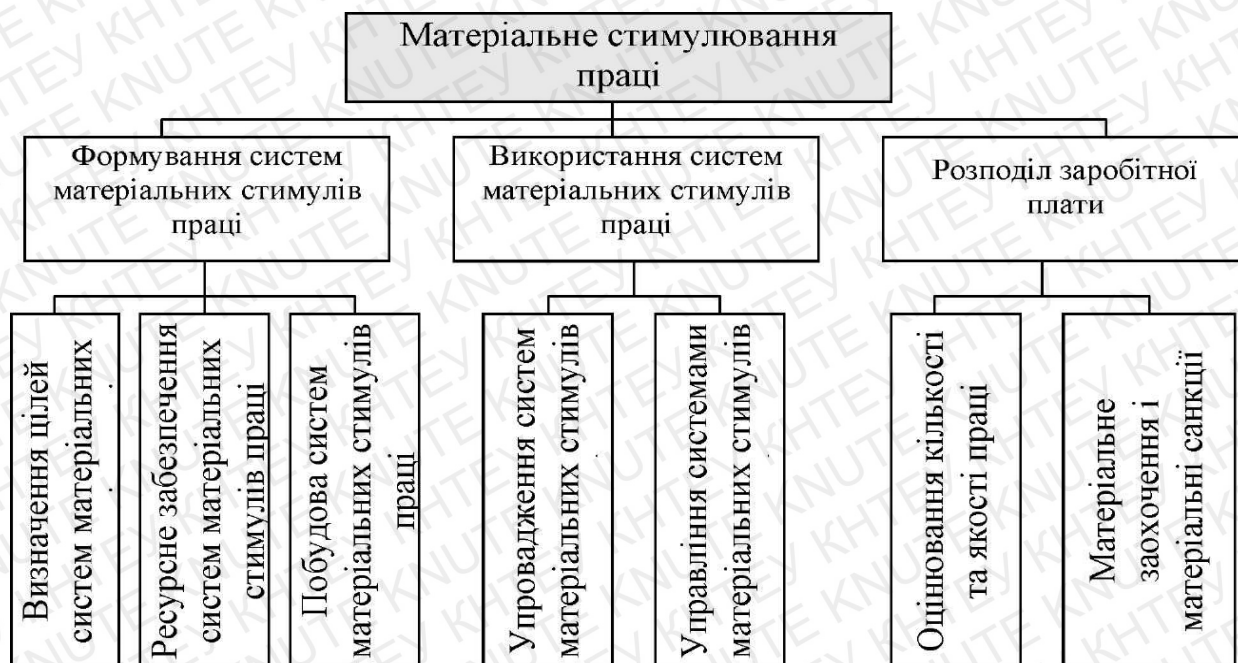 Матеріальне стимулювання
праці
Формування систем
матеріальних стимулів
праці
Використання систем
матеріальних стимулів
праці
Розподіл заробітної
плати
Визначення цілей
систем матеріальних
Ресурсне забезпечення
систем матеріальних
стимулів праці
Побудова систем
матеріальних стимулів
праці
Упровадження систем
матеріальних стимулів
Управління системами
матеріальних стимулів
Оцінювання кількості
та якості праці
Матеріальне
заохочення і
матеріальні санкції